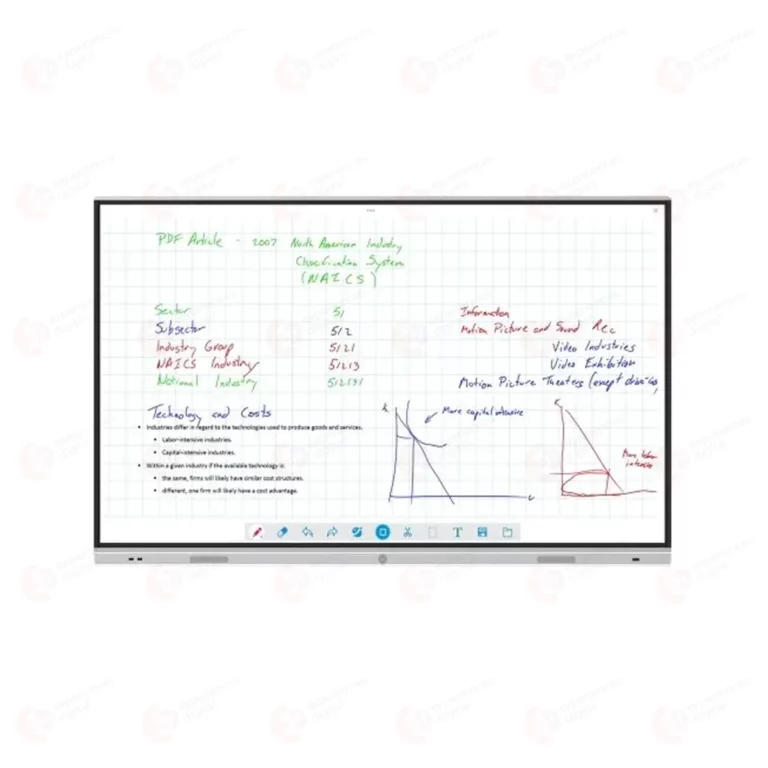 PDF Article - 2007 North American Industry
Classification System
(NAICS)
Sector 51 Information
Subsector 512 Motion Picture and Sound Rec
Industry Group 5121 Video Industries
NAICS Industry 51213 Video Exhibition
National Industry 512131 Motion Picture Theaters (except drive-ins)
Technology and Costs
K More capital intensive
K
• Industries differ in regard to the technologies used to produce goods and services.
• Labor-intensive industries.
• Capital-intensive industries.
More labor
intensive
• Within a given industry if the available technology is:
• the same, firms will likely have similar cost structures.
• different, one firm will likely have a cost advantage.
L
T